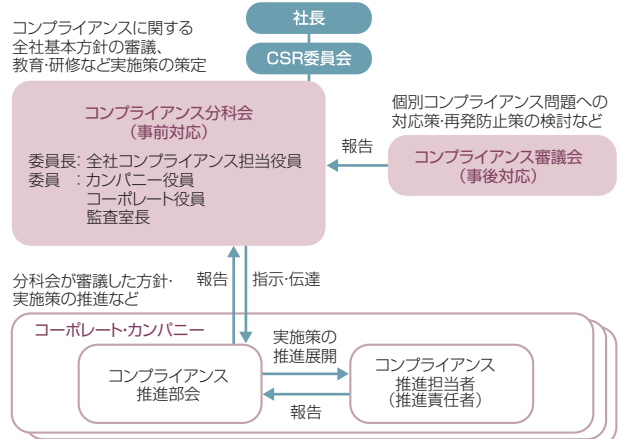 社長
CSR委員会
コンプライアンスに関する
全社基本方針の審議、
教育・研修など実施策の策定
コンプライアンス分科会
（事前対応）
委員長：全社コンプライアンス担当役員
委員　：カンパニー役員
コーポレート役員
監査室長
個別コンプライアンス問題への
対応策・再発防止策の検討など
報告
コンプライアンス審議会
（事後対応）
分科会が審議した方針・
実施策の推進など
報告
指示・伝達
コーポレート・カンパニー
コンプライアンス
推進部会
実施策の
推進展開
報告
コンプライアンス
推進担当者
（推進責任者）